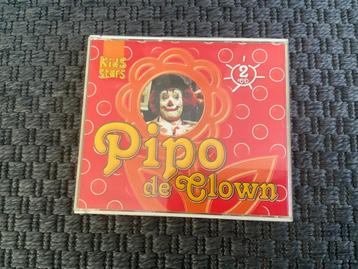 Kids
stars
2
CD
Pipo
de Clown